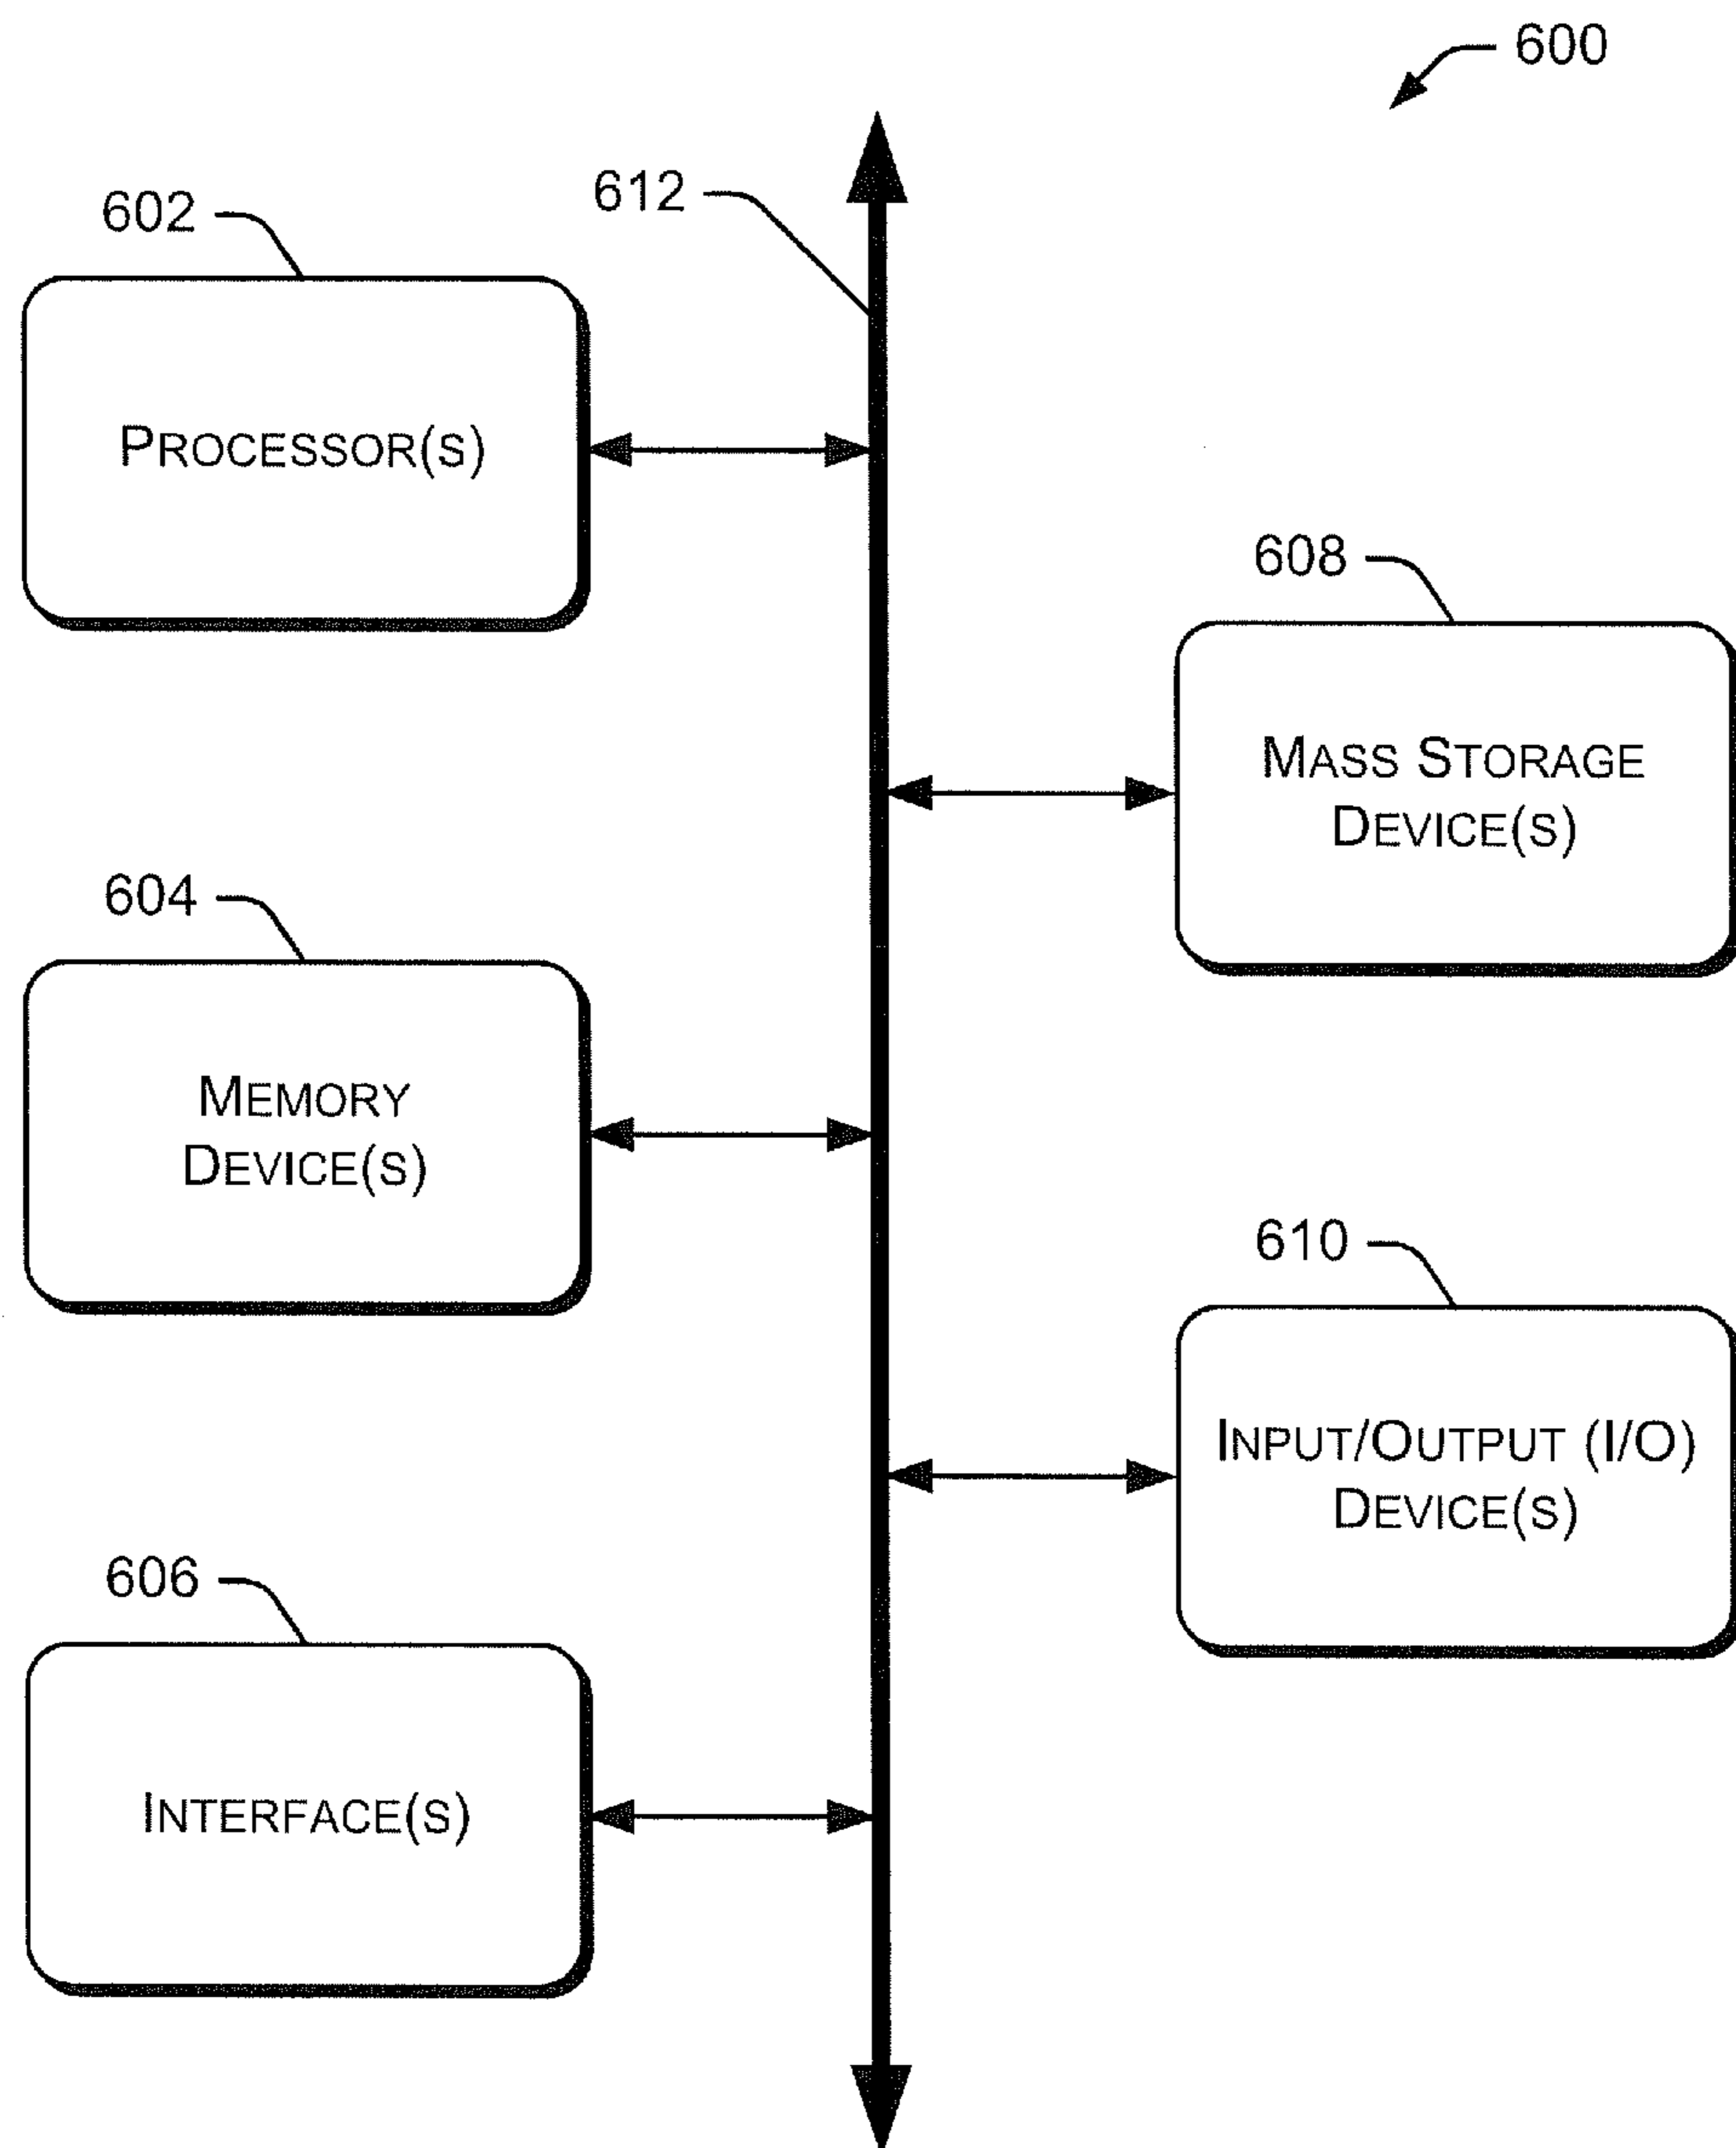 600
612
602
PROCESSOR(S)
608
MASS STORAGE
DEVICE(S)
604
MEMORY
DEVICE(S)
610
INPUT/OUTPUT (I/O)
DEVICE(S)
606
INTERFACE(S)